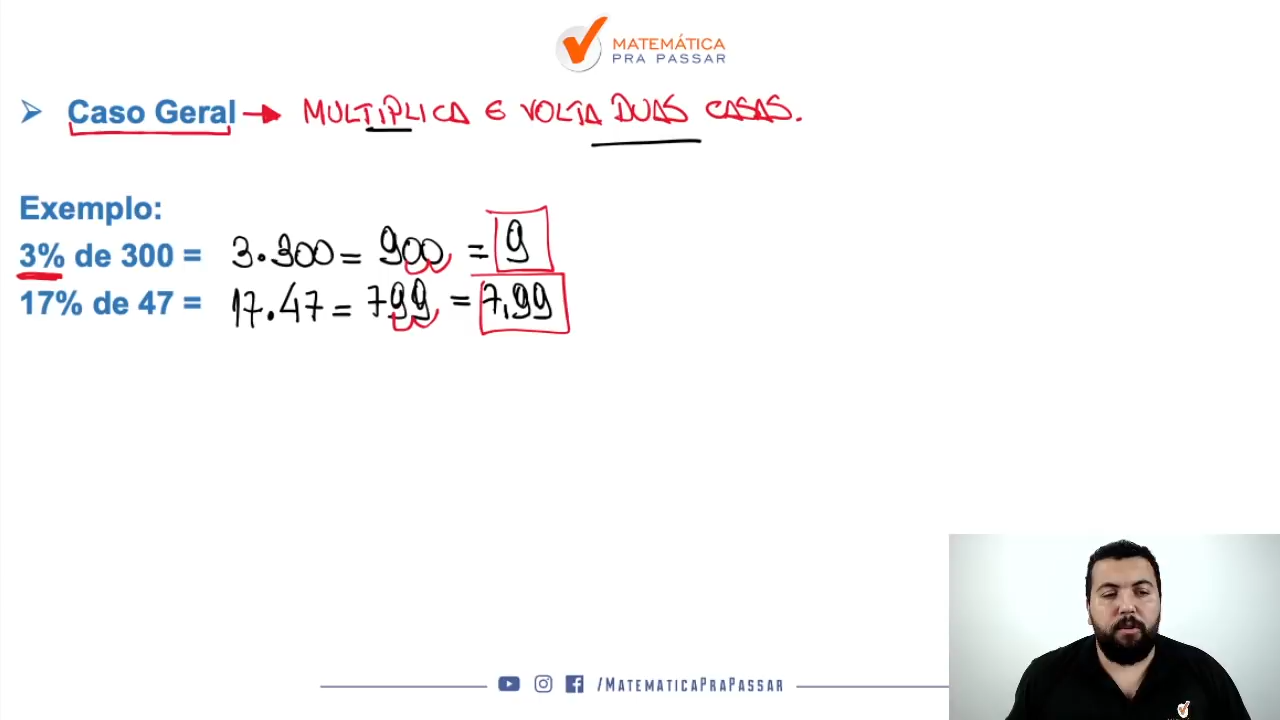 MATEMÁTICA
PRA PASSAR
Caso Geral → MULTIPLICA E VOLTA DUAS CASAS.
Exemplo:
3% de 300 = 3.300 = 900 = 9
17% de 47 = 17.47 = 799 = 7,99
/MATEMATICAPRAPASSAR